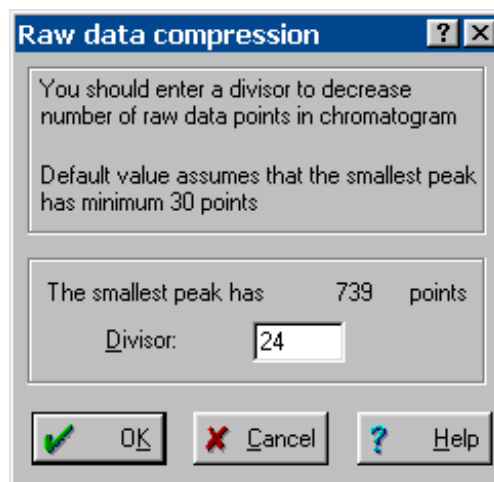 Raw data compression
You should enter a divisor to decrease
number of raw data points in chromatogram
Default value assumes that the smallest peak
has minimum 30 points
The smallest peak has 739 points
Divisor: 24
OK Cancel Help